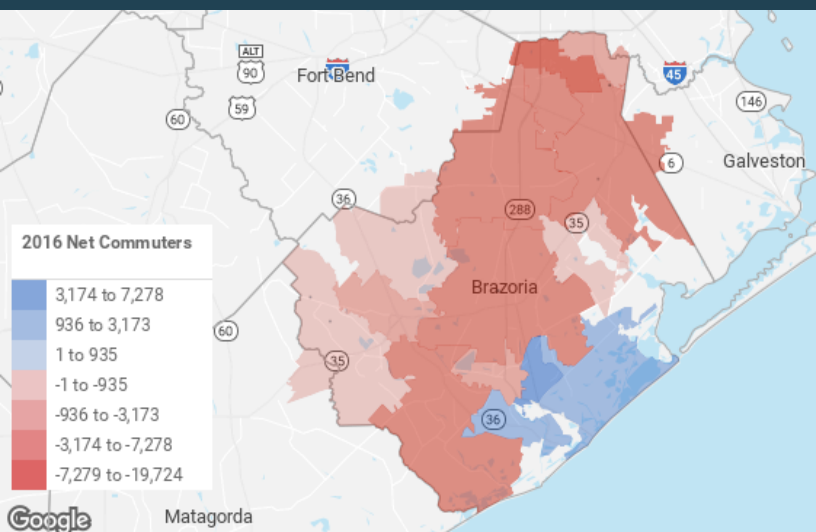 ALT
90
Fort Bend
45
59
146
60
6
Galveston
36
288
35
2016 Net Commuters
Brazoria
3,174 to 7,278
936 to 3,173
60
1 to 935
35
-1 to -935
-936 to -3,173
36
-3,174 to -7,278
-7,279 to -19,724
Google
Matagorda